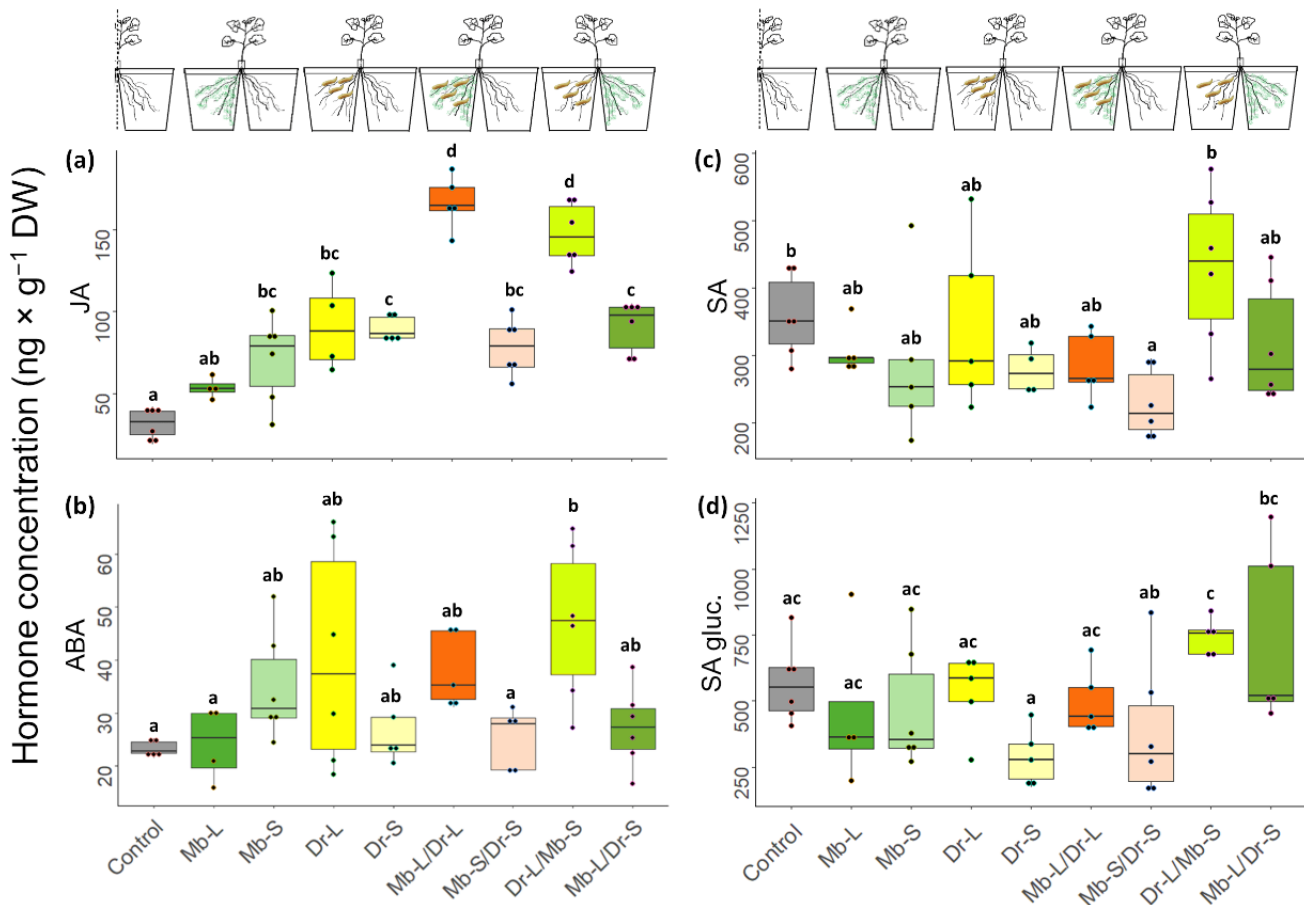 Hormone concentration (ng × g⁻¹ DW)
(a)
JA
50
100
150
a
ab
bc
bc
c
d
bc
d
c
(b)
ABA
20
30
40
50
60
a
a
ab
ab
ab
ab
a
b
ab
Control
Mb-L
Mb-S
Dr-L
Dr-S
Mb-L/Dr-L
Mb-S/Dr-S
Dr-L/Mb-S
Mb-L/Dr-S
(c)
SA
200
300
400
500
600
b
ab
ab
ab
ab
ab
a
b
ab
(d)
SA gluc.
250
500
750
1000
1250
ac
ac
ac
ac
a
ac
ab
c
bc
Control
Mb-L
Mb-S
Dr-L
Dr-S
Mb-L/Dr-L
Mb-S/Dr-S
Dr-L/Mb-S
Mb-L/Dr-S